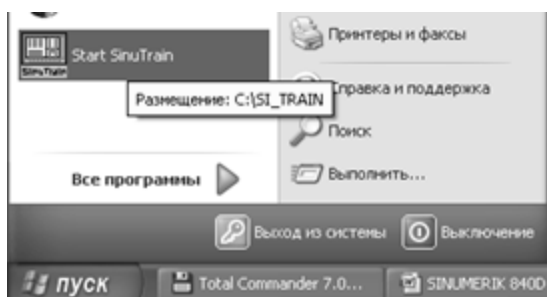 Принтеры и факсы
Start SinuTrain
SinuTrain
Справка и поддержка
Размещение: C:\SI_TRAIN
Поиск
Все программы
Выполнить...
Выход из системы
Выключение
пуск
Total Commander 7.0...
SINUMERIK 840D